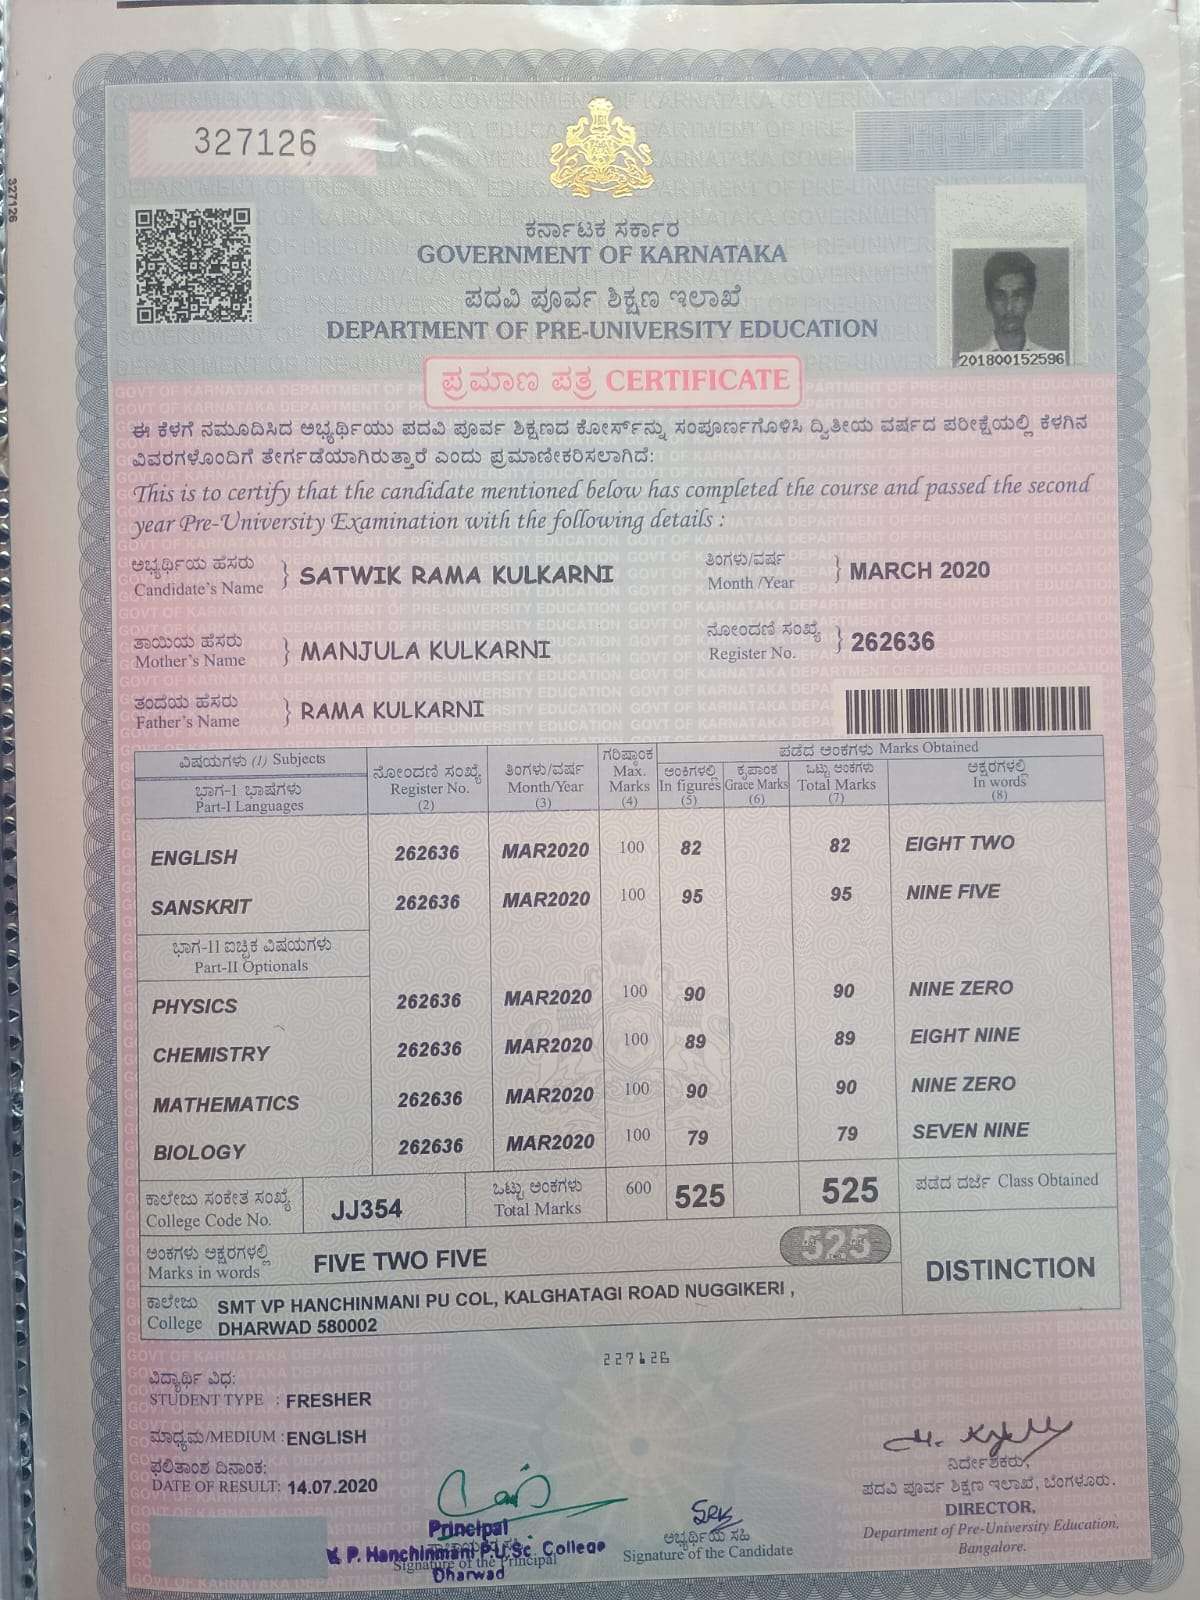 327126
327126
ಕರ್ನಾಟಕ ಸರ್ಕಾರ
GOVERNMENT OF KARNATAKA
ಪದವಿ ಪೂರ್ವ ಶಿಕ್ಷಣ ಇಲಾಖೆ
DEPARTMENT OF PRE-UNIVERSITY EDUCATION
201800152596
ಪ್ರಮಾಣ ಪತ್ರ CERTIFICATE
ಈ ಕೆಳಗೆ ನಮೂದಿಸಿದ ಅಭ್ಯರ್ಥಿಯು ಪದವಿ ಪೂರ್ವ ಶಿಕ್ಷಣದ ಕೋರ್ಸ್‌ನ್ನು ಸಂಪೂರ್ಣಗೊಳಿಸಿ ದ್ವಿತೀಯ ವರ್ಷದ ಪರೀಕ್ಷೆಯಲ್ಲಿ ಕೆಳಗಿನ
ವಿವರಗಳೊಂದಿಗೆ ತೇರ್ಗಡೆಯಾಗಿರುತ್ತಾರೆ ಎಂದು ಪ್ರಮಾಣೀಕರಿಸಲಾಗಿದೆ:
This is to certify that the candidate mentioned below has completed the course and passed the second
year Pre-University Examination with the following details :
ಅಭ್ಯರ್ಥಿಯ ಹೆಸರು
Candidate's Name } SATWIK RAMA KULKARNI
ತಿಂಗಳು/ವರ್ಷ
Month /Year } MARCH 2020
ತಾಯಿಯ ಹೆಸರು
Mother's Name } MANJULA KULKARNI
ನೋಂದಣಿ ಸಂಖ್ಯೆ
Register No. } 262636
ತಂದೆಯ ಹೆಸರು
Father's Name } RAMA KULKARNI
ವಿಷಯಗಳು (1) Subjects
ಭಾಗ-1 ಭಾಷೆಗಳು
Part-I Languages
ನೋಂದಣಿ ಸಂಖ್ಯೆ
Register No.
(2)
ತಿಂಗಳು/ವರ್ಷ
Month/Year
(3)
ಗರಿಷ್ಠಾಂಕ
Max.
Marks
(4)
ಪಡೆದ ಅಂಕಗಳು Marks Obtained
ಅಂಕಿಗಳಲ್ಲಿ
In figures
(5)
ಕೃಪಾಂಕ
Grace Marks
(6)
ಒಟ್ಟು ಅಂಕಗಳು
Total Marks
(7)
ಅಕ್ಷರಗಳಲ್ಲಿ
In words
(8)
ENGLISH 262636 MAR2020 100 82 82 EIGHT TWO
SANSKRIT 262636 MAR2020 100 95 95 NINE FIVE
ಭಾಗ-II ಐಚ್ಛಿಕ ವಿಷಯಗಳು
Part-II Optionals
PHYSICS 262636 MAR2020 100 90 90 NINE ZERO
CHEMISTRY 262636 MAR2020 100 89 89 EIGHT NINE
MATHEMATICS 262636 MAR2020 100 90 90 NINE ZERO
BIOLOGY 262636 MAR2020 100 79 79 SEVEN NINE
ಕಾಲೇಜು ಸಂಕೇತ ಸಂಖ್ಯೆ
College Code No. JJ354
ಒಟ್ಟು ಅಂಕಗಳು
Total Marks 600 525 525
ಪಡೆದ ದರ್ಜೆ Class Obtained
ಅಂಕಗಳು ಅಕ್ಷರಗಳಲ್ಲಿ
Marks in words FIVE TWO FIVE
525
DISTINCTION
ಕಾಲೇಜು
College SMT VP HANCHINMANI PU COL, KALGHATAGI ROAD NUGGIKERI ,
DHARWAD 580002
227126
ವಿದ್ಯಾರ್ಥಿ ವಿಧ:
STUDENT TYPE : FRESHER
ಮಾಧ್ಯಮ/MEDIUM : ENGLISH
ಫಲಿತಾಂಶ ದಿನಾಂಕ:
DATE OF RESULT: 14.07.2020
Principal
Signature of the Principal
P. Hanchinmani P.U.Sc. College
Dharwad
SRK
ಅಭ್ಯರ್ಥಿಯ ಸಹಿ
Signature of the Candidate
ನಿರ್ದೇಶಕರು,
ಪದವಿ ಪೂರ್ವ ಶಿಕ್ಷಣ ಇಲಾಖೆ, ಬೆಂಗಳೂರು.
DIRECTOR,
Department of Pre-University Education,
Bangalore.